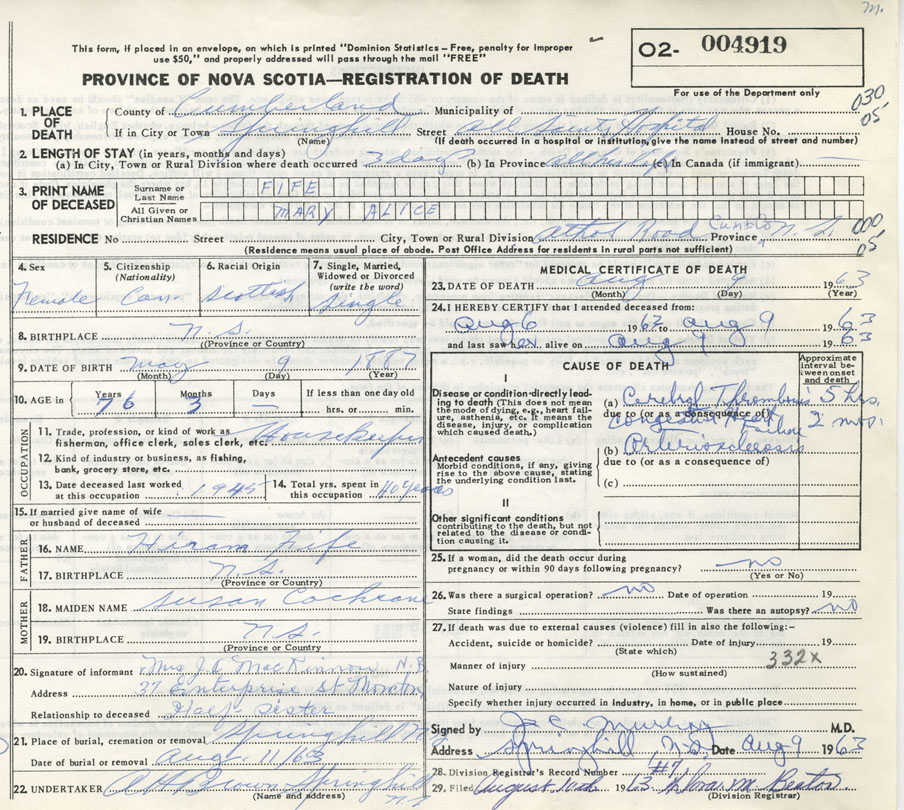 This form, if placed in an envelope, on which is printed "Dominion Statistics – Free, penalty for improper
use $50," and properly addressed will pass through the mail "FREE"
PROVINCE OF NOVA SCOTIA—REGISTRATION OF DEATH
O2- 004919
For use of the Department only
030
05
1. PLACE OF DEATH
County of Cumberland Municipality of
If in City or Town Springhill Street All Saints Hospital House No.
(Name) (If death occurred in a hospital or institution, give the name instead of street and number)
2. LENGTH OF STAY (in years, months and days)
(a) In City, Town or Rural Division where death occurred 3 days (b) In Province all his life (c) In Canada (if immigrant)
3. PRINT NAME OF DECEASED
Surname or Last Name FIFE
All Given or Christian Names MARY ALICE
RESIDENCE No Street City, Town or Rural Division Athol Road Province N.S.
(Residence means usual place of abode. Post Office Address for residents in rural parts not sufficient)
000
05
4. Sex Female
5. Citizenship (Nationality) Can
6. Racial Origin Scottish
7. Single, Married, Widowed or Divorced (write the word) Single
8. BIRTHPLACE N.S.
(Province or Country)
9. DATE OF BIRTH May 9 1887
(Month) (Day) (Year)
10. AGE in Years 76 Months 3 Days — If less than one day old
hrs. or min.
OCCUPATION
11. Trade, profession, or kind of work as
fisherman, office clerk, sales clerk, etc. Housekeeper
12. Kind of industry or business, as fishing,
bank, grocery store, etc.
13. Date deceased last worked
at this occupation 1945
14. Total yrs. spent in
this occupation 40 years
15. If married give name of wife
or husband of deceased
FATHER
16. NAME Hiram Fife
17. BIRTHPLACE N.S.
(Province or Country)
MOTHER
18. MAIDEN NAME Susan Cochrane
19. BIRTHPLACE N.S.
(Province or Country)
20. Signature of informant Mrs J.E. MacKinnon N.B
Address 37 Enterprise St Moncton
Relationship to deceased Half Sister
21. Place of burial, cremation or removal Springhill N.S.
Date of burial or removal Aug. 11/63
22. UNDERTAKER A H Brown Springhill N.S.
(Name and address)
MEDICAL CERTIFICATE OF DEATH
23. DATE OF DEATH Aug 9 1963
(Month) (Day) (Year)
24. I HEREBY CERTIFY that I attended deceased from:
Aug 6 1963 to Aug 9 1963
and last saw her alive on Aug 9 1963
CAUSE OF DEATH
Approximate interval between onset and death
I
Disease or condition directly leading
to death (This does not mean
the mode of dying, e.g., heart failure,
asthenia, etc. It means the
disease, injury, or complication
which caused death.)
(a) Cerebral Thrombosis 5 hrs.
due to (or as a consequence of)
Congestive Heart Failure 2 mos.
(b) Arteriosclerosis
due to (or as a consequence of)
(c)
Antecedent causes
Morbid conditions, if any, giving
rise to the above cause, stating
the underlying condition last.
II
Other significant conditions
contributing to the death, but not
related to the disease or condition
causing it.
25. If a woman, did the death occur during
pregnancy or within 90 days following pregnancy? no
(Yes or No)
26. Was there a surgical operation? no Date of operation 19
State findings Was there an autopsy? no
27. If death was due to external causes (violence) fill in also the following:–
Accident, suicide or homicide? Date of injury 19
(State which)
332x
Manner of injury
(How sustained)
Nature of injury
Specify whether injury occurred in industry, in home, or in public place
Signed by J. E. Murray M.D.
Address Springhill N.S. Date Aug 9 1963
28. Division Registrar's Record Number #71
29. Filed August 10th 1963
(Division Registrar)